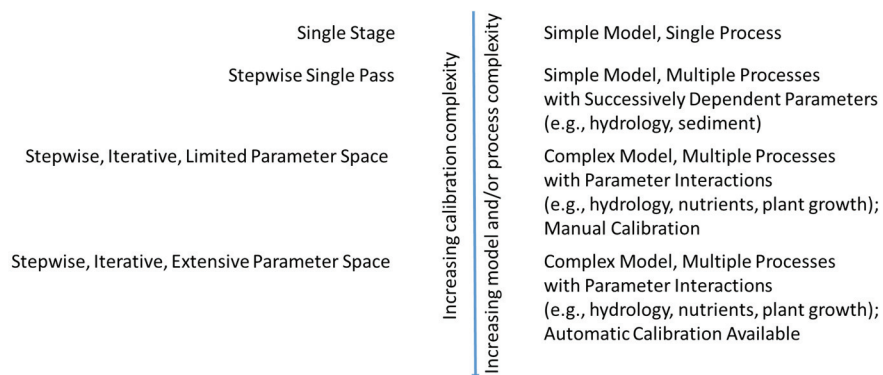 Single Stage
Simple Model, Single Process
Stepwise Single Pass
Simple Model, Multiple Processes
with Successively Dependent Parameters
(e.g., hydrology, sediment)
Stepwise, Iterative, Limited Parameter Space
Complex Model, Multiple Processes
with Parameter Interactions
(e.g., hydrology, nutrients, plant growth);
Manual Calibration
Stepwise, Iterative, Extensive Parameter Space
Complex Model, Multiple Processes
with Parameter Interactions
(e.g., hydrology, nutrients, plant growth);
Automatic Calibration Available
Increasing calibration complexity
Increasing model and/or process complexity